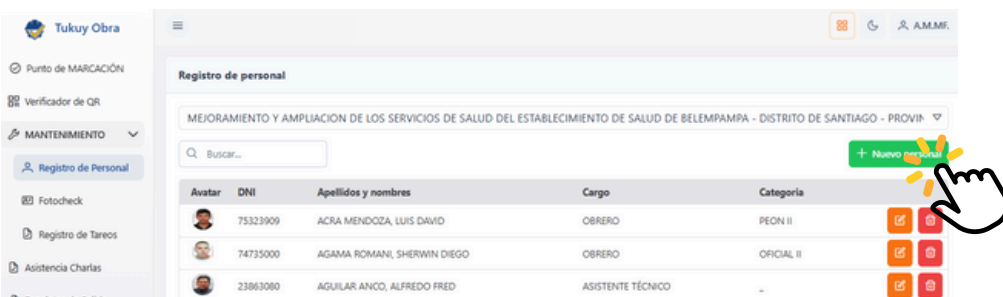 Tukuy Obra
A.M.MF.
Punto de MARCACIÓN
Verificador de QR
MANTENIMIENTO
Registro de Personal
Fotocheck
Registro de Tareos
Asistencia Charlas
Registro de personal
MEJORAMIENTO Y AMPLIACION DE LOS SERVICIOS DE SALUD DEL ESTABLECIMIENTO DE SALUD DE BELEMPAMPA - DISTRITO DE SANTIAGO - PROVIN
Buscar...
+ Nuevo personal
Avatar DNI Apellidos y nombres Cargo Categoria
75323909 ACRA MENDOZA, LUIS DAVID OBRERO PEON II
74735000 AGAMA ROMANI, SHERWIN DIEGO OBRERO OFICIAL II
23863080 AGUILAR ANCO, ALFREDO FRED ASISTENTE TÉCNICO _